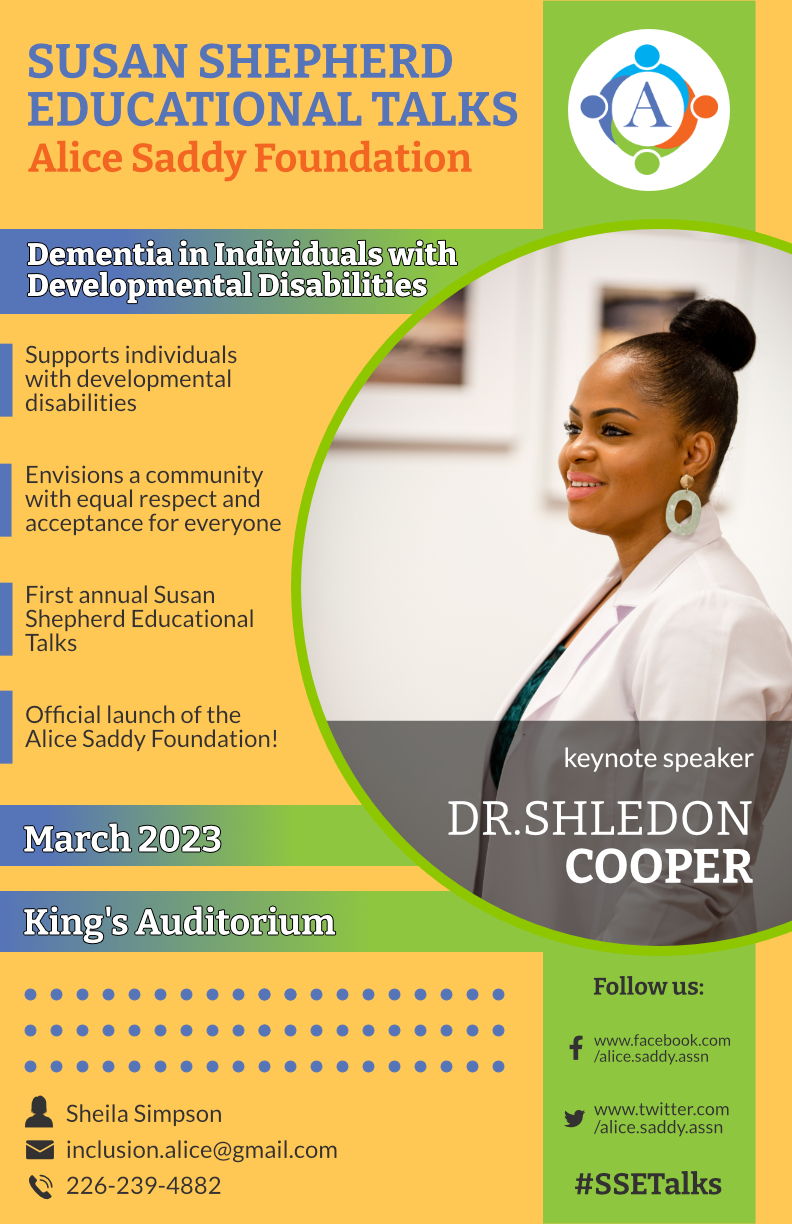 SUSAN SHEPHERD
EDUCATIONAL TALKS
Alice Saddy Foundation
A
Dementia in Individuals with
Developmental Disabilities
Supports individuals
with developmental
disabilities
Envisions a community
with equal respect and
acceptance for everyone
First annual Susan
Shepherd Educational
Talks
Official launch of the
Alice Saddy Foundation!
keynote speaker
DR.SHLEDON
COOPER
March 2023
King's Auditorium
Follow us:
www.facebook.com
/alice.saddy.assn
www.twitter.com
/alice.saddy.assn
#SSETalks
Sheila Simpson
inclusion.alice@gmail.com
226-239-4882